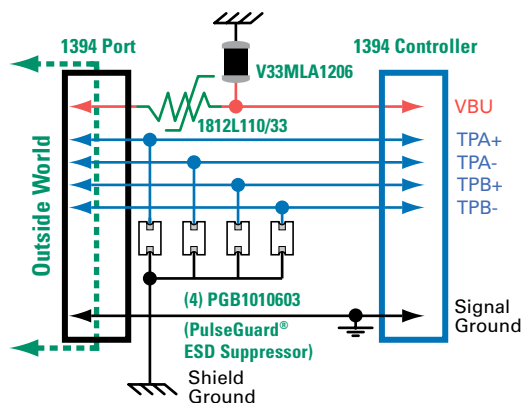 1394 Port
1394 Controller
V33MLA1206
VBU
1812L110/33
TPA+
TPA-
TPB+
TPB-
Outside World
(4) PGB1010603
(PulseGuard®
ESD Suppressor)
Signal
Ground
Shield
Ground